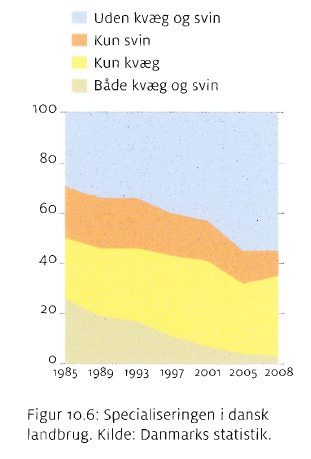 Uden kvæg og svin
Kun svin
Kun kvæg
Både kvæg og svin
100
80
60
40
20
0
1985 1989 1993 1997 2001 2005 2008
Figur 10.6: Specialiseringen i dansk
landbrug. Kilde: Danmarks statistik.